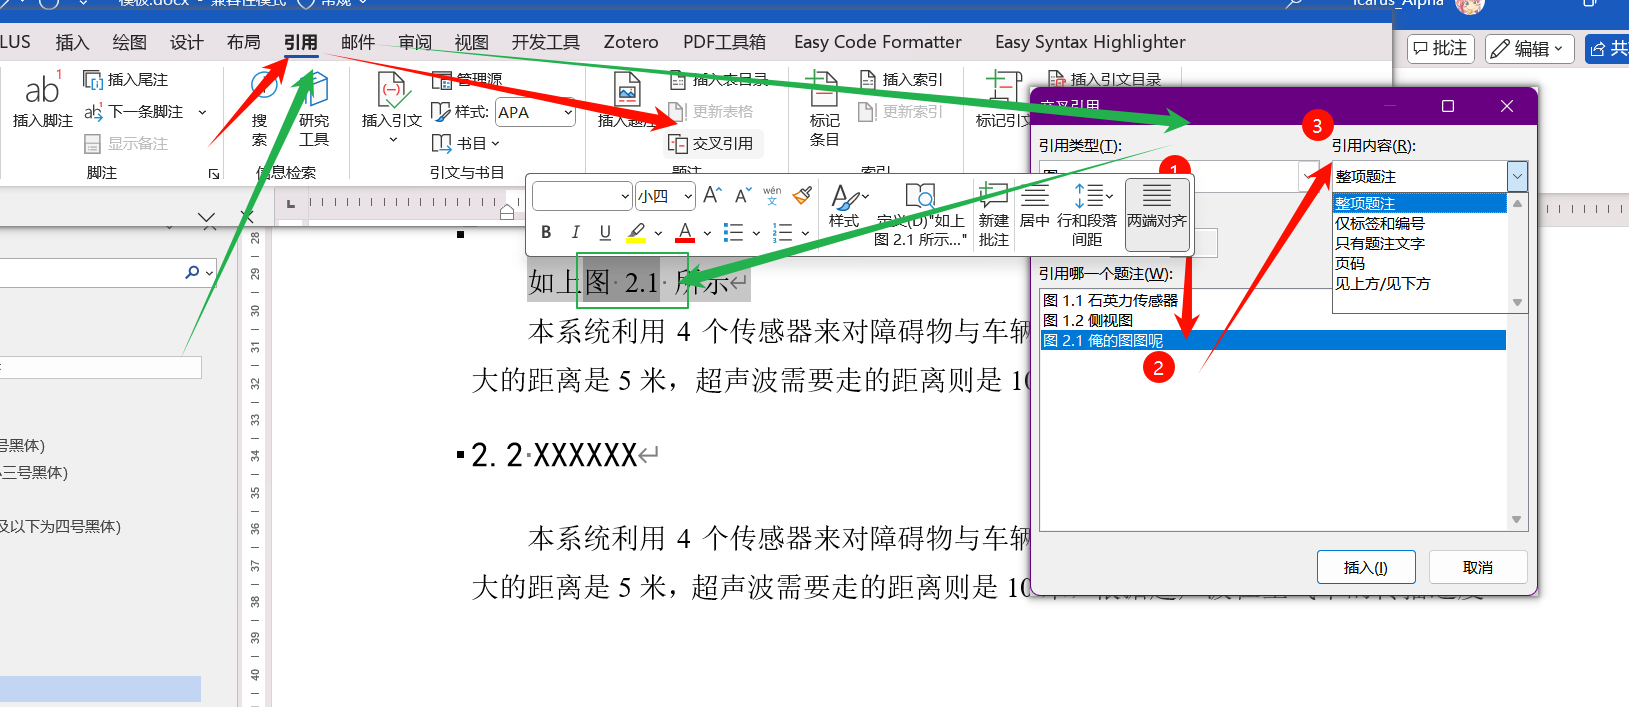 模板.docx - 兼容性模式
常规
Icarus_Alpha
LUS 插入 绘图 设计 布局 引用 邮件 审阅 视图 开发工具 Zotero PDF工具箱 Easy Code Formatter Easy Syntax Highlighter
批注
编辑
共
ab 1
插入脚注
插入尾注
下一条脚注
显示备注
脚注
搜索
研究工具
信息检索
插入引文
管理源
样式: APA
书目
引文与书目
插入题注
插入表目录
更新表格
交叉引用
题注
标记条目
插入索引
更新索引
索引
标记引文
插入引文目录
交叉引用
引用类型(T):
引用内容(R):
整项题注
整项题注
仅标签和编号
只有题注文字
页码
见上方/见下方
引用哪一个题注(W):
图 1.1 石英力传感器
图 1.2 侧视图
图 2.1 俺的图图呢
插入(I)
取消
1
2
3
小四
A A wén 文
B I U A
样式
定义(D)"如上图 2.1 所示..."
新建批注
居中
行和段落间距
两端对齐
如上图 2.1 所示
本系统利用 4 个传感器来对障碍物与车辆
大的距离是 5 米，超声波需要走的距离则是 10
2.2 XXXXXX
本系统利用 4 个传感器来对障碍物与车辆
大的距离是 5 米，超声波需要走的距离则是 10
号黑体)
小三号黑体)
及以下为四号黑体)
28
29
30
31
32
33
34
35
36
37
38
39
40